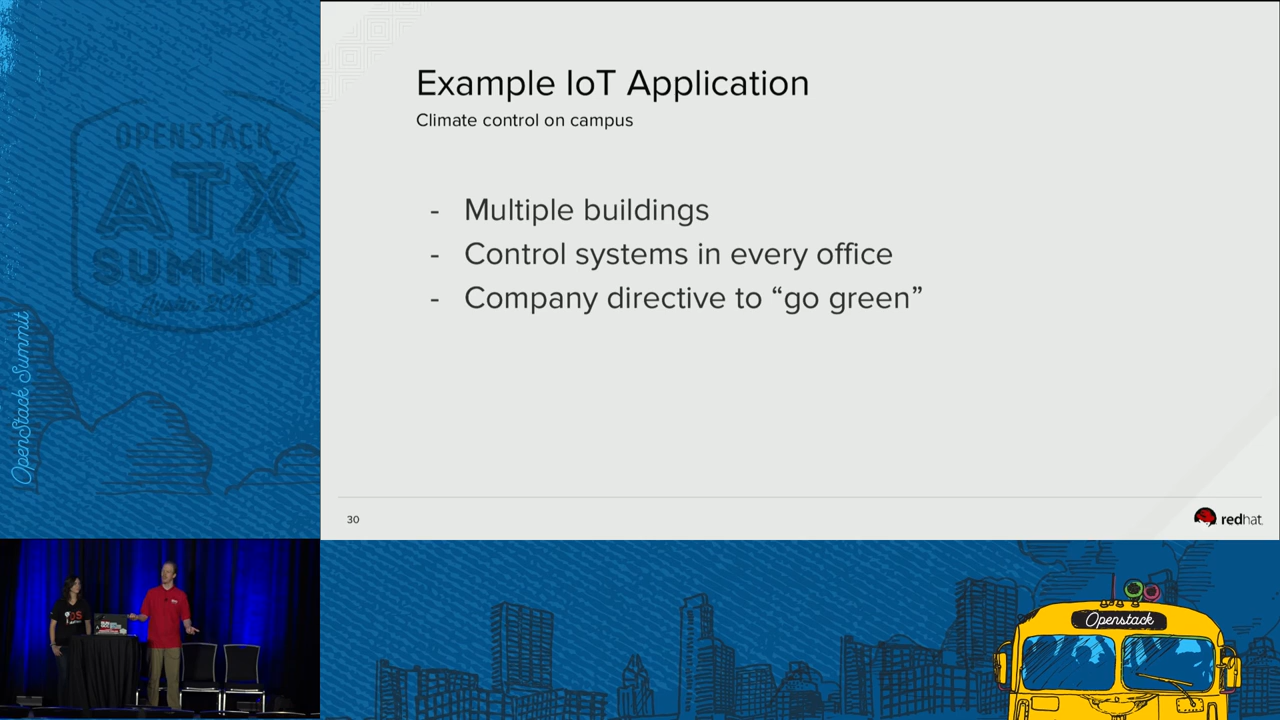 Example IoT Application
Climate control on campus
- Multiple buildings
- Control systems in every office
- Company directive to “go green”
30
redhat
OPENSTACK
ATX
SUMMIT
OpenStack Summit
Openstack